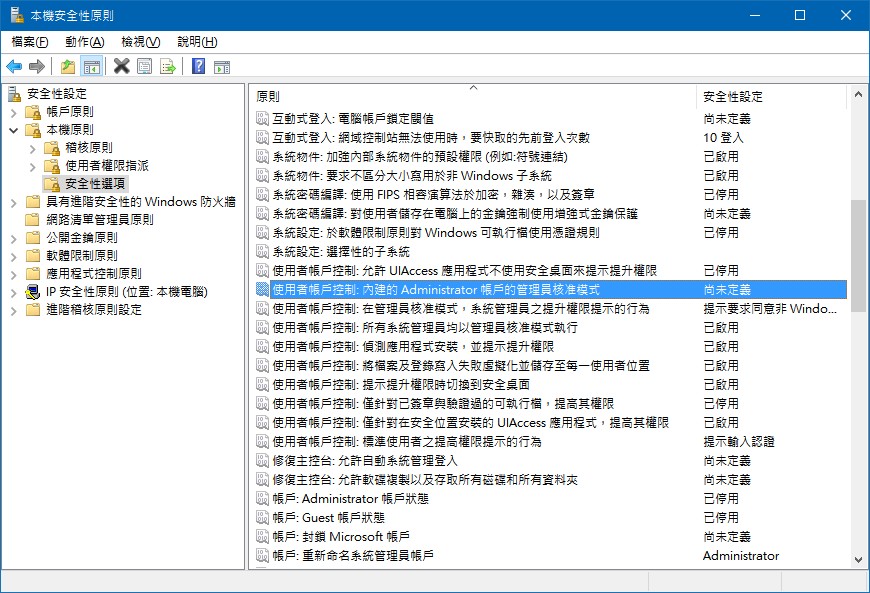 本機安全性原則
檔案(F) 動作(A) 檢視(V) 說明(H)
安全性設定
帳戶原則
本機原則
稽核原則
使用者權限指派
安全性選項
具有進階安全性的 Windows 防火牆
網路清單管理員原則
公開金鑰原則
軟體限制原則
應用程式控制原則
IP 安全性原則 (位置: 本機電腦)
進階稽核原則設定
原則 安全性設定
互動式登入: 電腦帳戶鎖定閾值 尚未定義
互動式登入: 網域控制站無法使用時，要快取的先前登入次數 10 登入
系統物件: 加強內部系統物件的預設權限 (例如:符號連結) 已啟用
系統物件: 要求不區分大小寫用於非 Windows 子系統 已啟用
系統密碼編譯: 使用 FIPS 相容演算法於加密，雜湊，以及簽章 已停用
系統密碼編譯: 對使用者儲存在電腦上的金鑰強制使用增強式金鑰保護 尚未定義
系統設定: 於軟體限制原則對 Windows 可執行檔使用憑證規則 已停用
系統設定: 選擇性的子系統
使用者帳戶控制: 允許 UIAccess 應用程式不使用安全桌面來提示提升權限 已停用
使用者帳戶控制: 內建的 Administrator 帳戶的管理員核准模式 尚未定義
使用者帳戶控制: 在管理員核准模式，系統管理員之提升權限提示的行為 提示要求同意非 Windo...
使用者帳戶控制: 所有系統管理員均以管理員核准模式執行 已啟用
使用者帳戶控制: 偵測應用程式安裝，並提示提升權限 已啟用
使用者帳戶控制: 將檔案及登錄寫入失敗虛擬化並儲存至每一使用者位置 已啟用
使用者帳戶控制: 提示提升權限時切換到安全桌面 已啟用
使用者帳戶控制: 僅針對已簽章與驗證過的可執行檔，提高其權限 已停用
使用者帳戶控制: 僅針對在安全位置安裝的 UIAccess 應用程式，提高其權限 已啟用
使用者帳戶控制: 標準使用者之提高權限提示的行為 提示輸入認證
修復主控台: 允許自動系統管理登入 尚未定義
修復主控台: 允許軟碟複製以及存取所有磁碟和所有資料夾 尚未定義
帳戶: Administrator 帳戶狀態 已停用
帳戶: Guest 帳戶狀態 已停用
帳戶: 封鎖 Microsoft 帳戶 尚未定義
帳戶: 重新命名系統管理員帳戶 Administrator